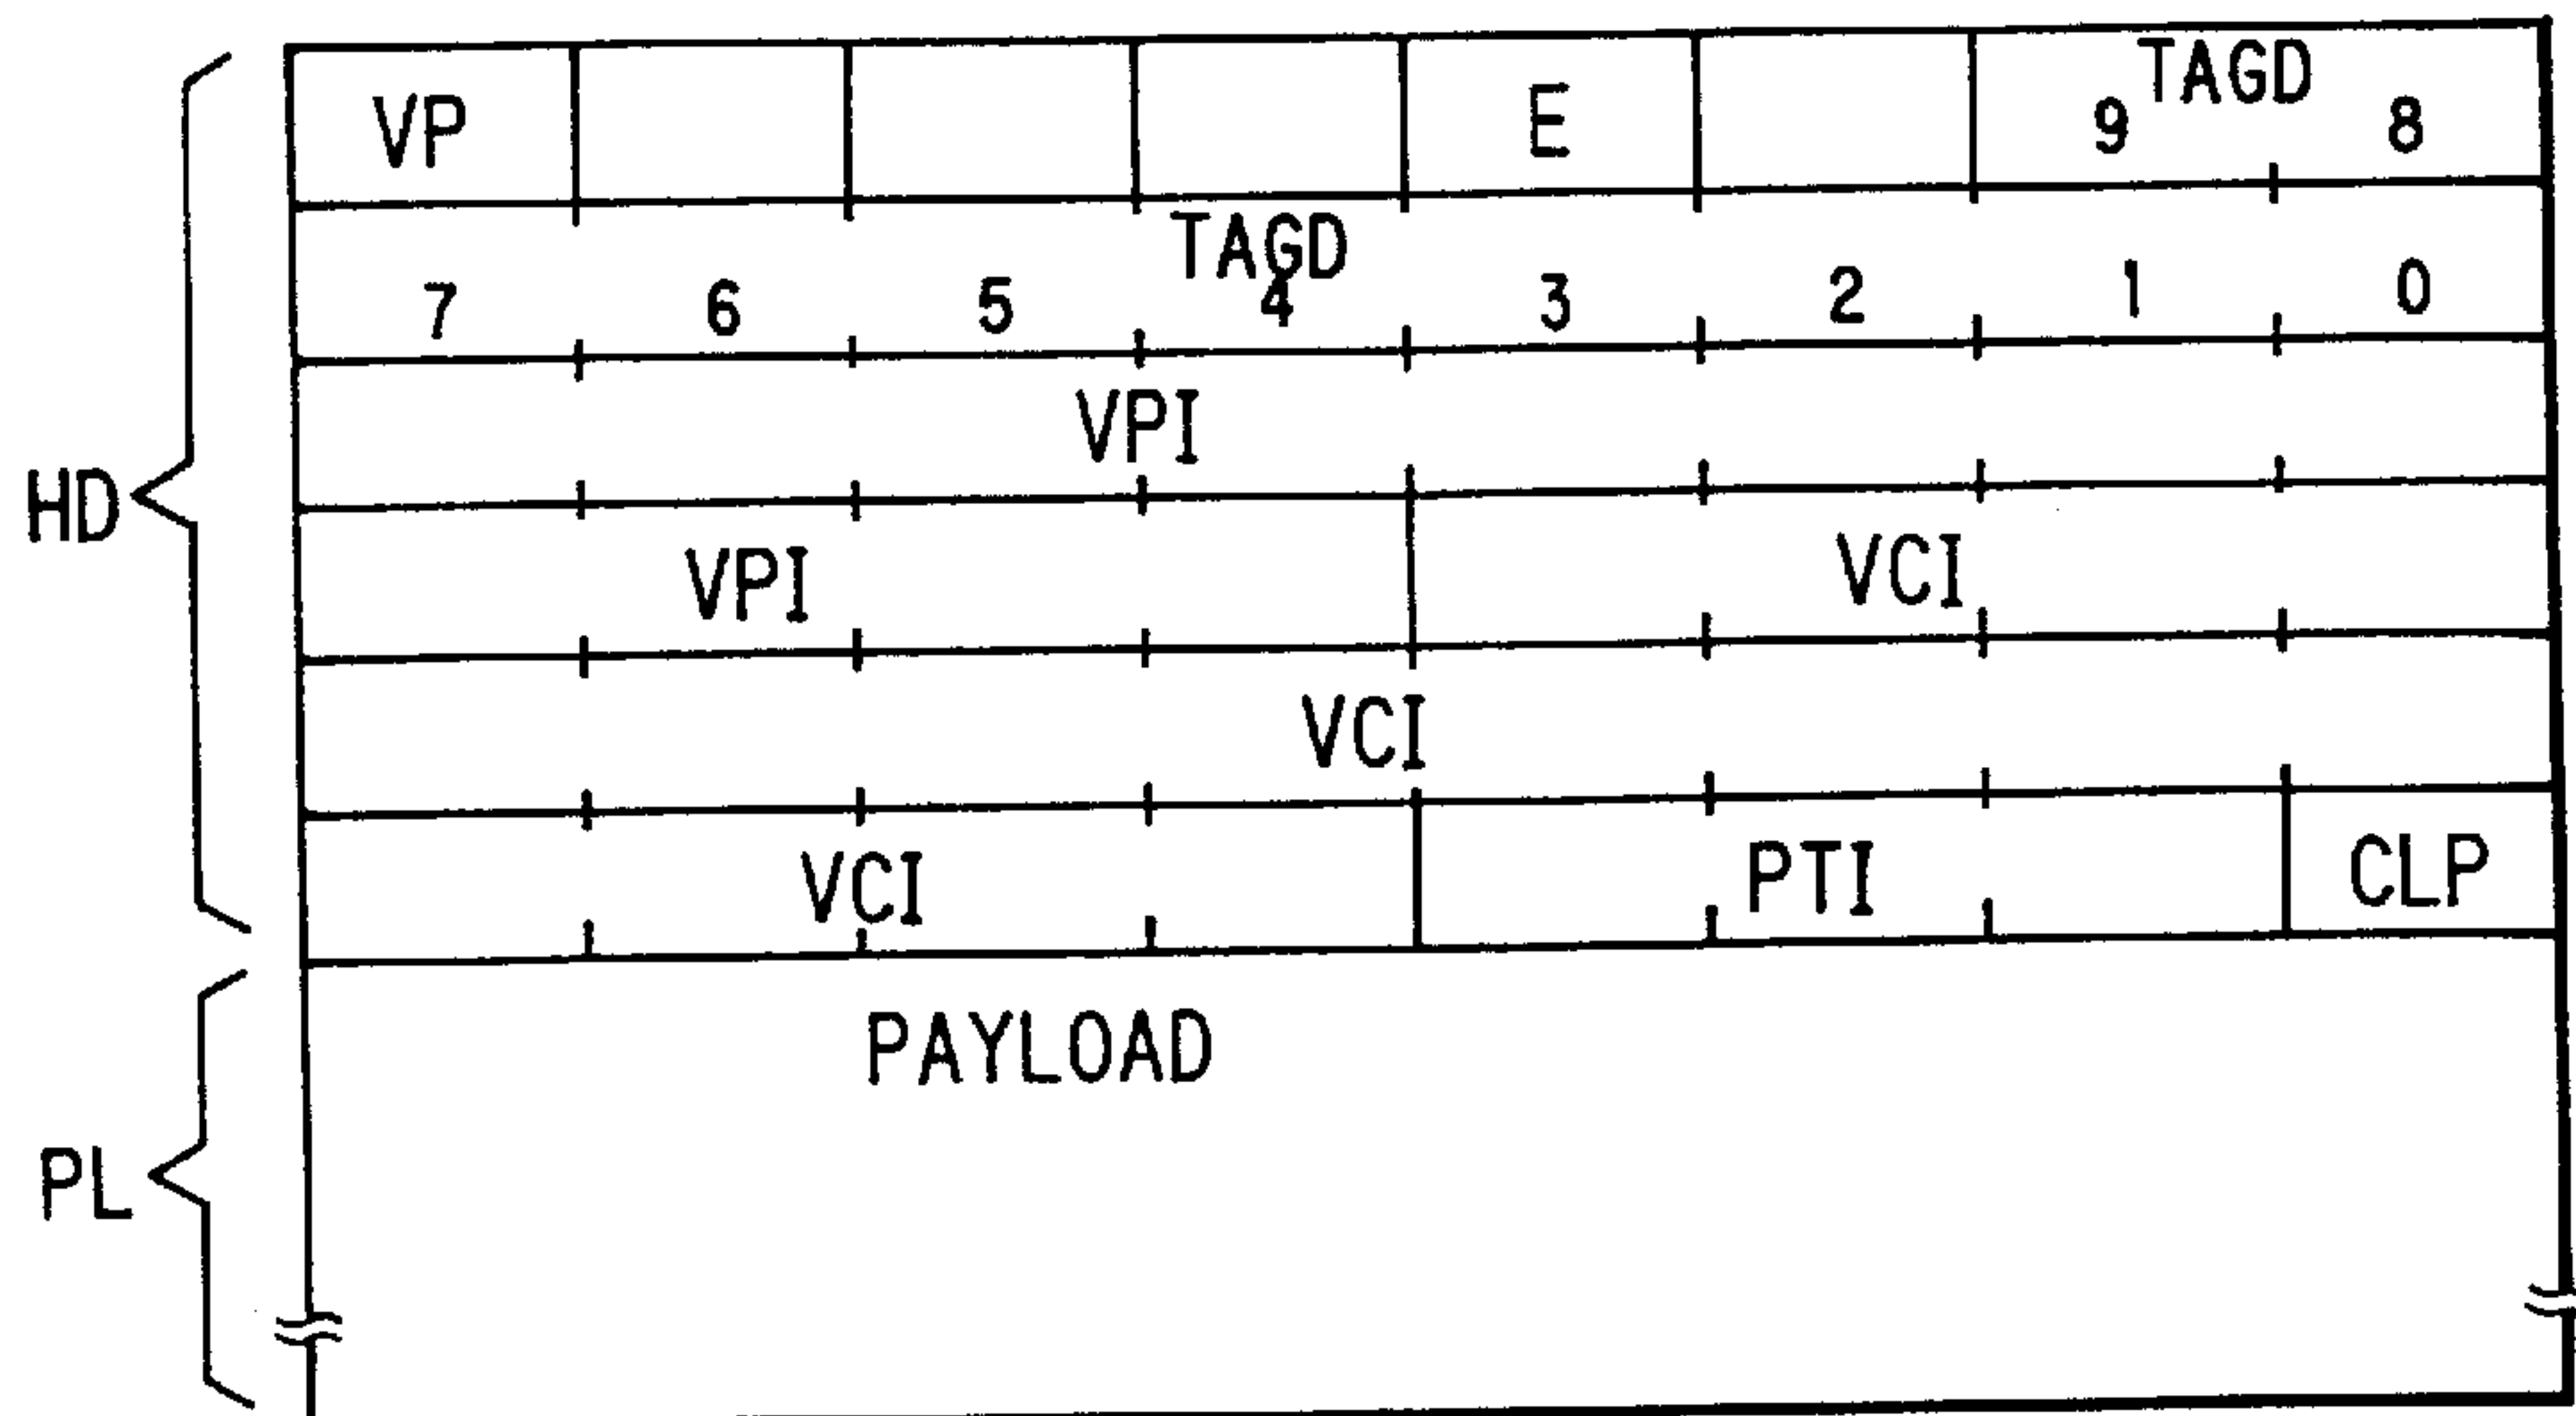 TAGD
VP E 9 8
TAGD
7 6 5 4 3 2 1 0
VPI
HD
VPI VCI
VCI
VCI PTI CLP
PAYLOAD
PL